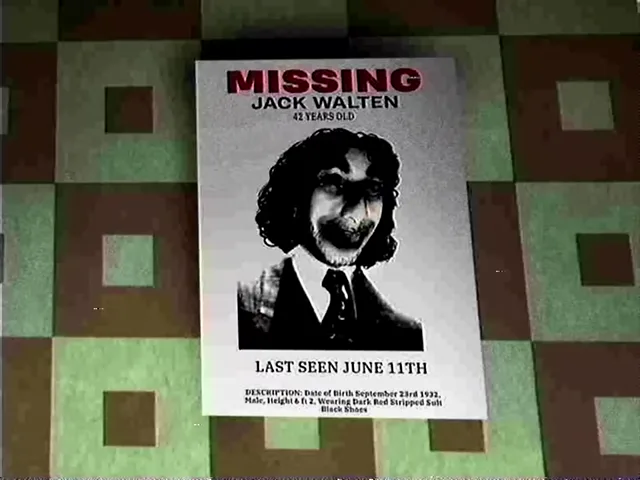 MISSING
JACK WALTEN
42 YEARS OLD
LAST SEEN JUNE 11TH
DESCRIPTION: Date of Birth September 23rd 1932,
Male, Height 6 ft 2, Wearing Dark Red Stripped Suit
Black Shoes